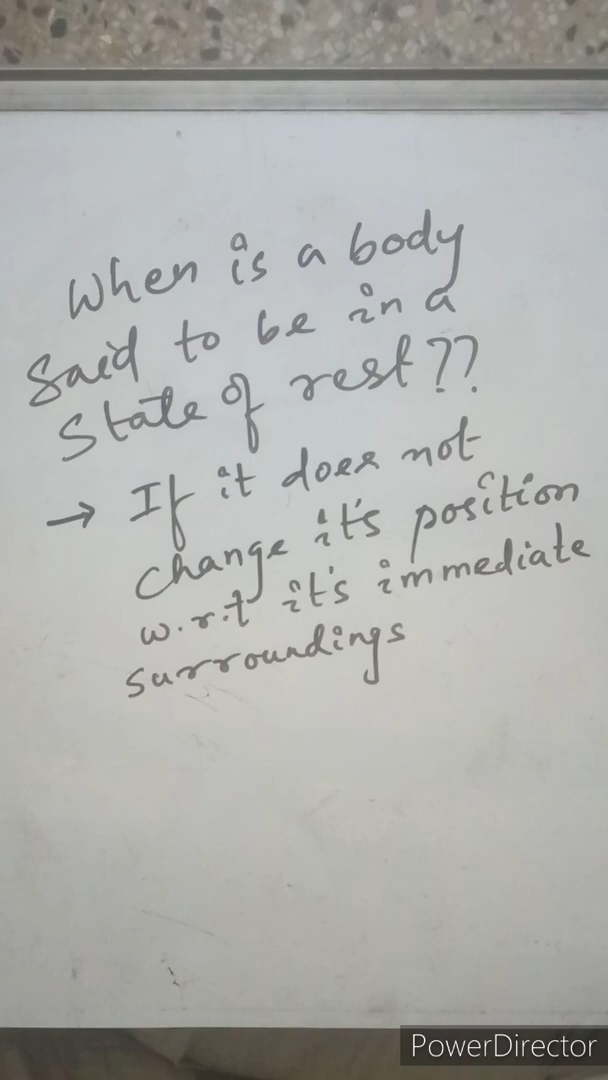 When is a body
Said to be in a
State of rest??
→ If it does not
change it's position
w.r.t it's immediate
surroundings
PowerDirector